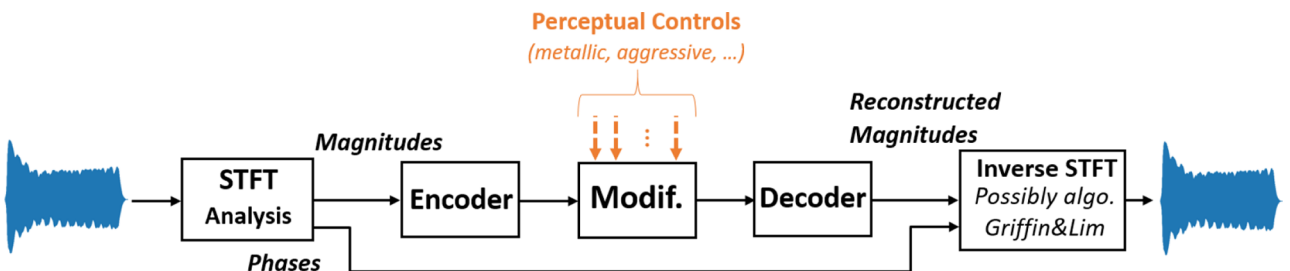 Perceptual Controls
(metallic, aggressive, ...)
Reconstructed
Magnitudes
Magnitudes
STFT
Analysis
Encoder
Modif.
Decoder
Inverse STFT
Possibly algo.
Griffin&Lim
Phases